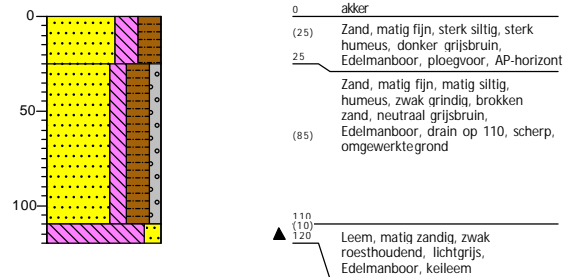 0
50
100
0
akker
(25)
Zand, matig fijn, sterk siltig, sterk
humeus, donker grijsbruin,
Edelmanboor, ploegvoor, AP-horizont
25
Zand, matig fijn, matig siltig,
humeus, zwak grindig, brokken
zand, neutraal grijsbruin,
Edelmanboor, drain op 110, scherp,
omgewerktegrond
(85)
110
(10)
120
Leem, matig zandig, zwak
roesthoudend, lichtgrijs,
Edelmanboor, keileem